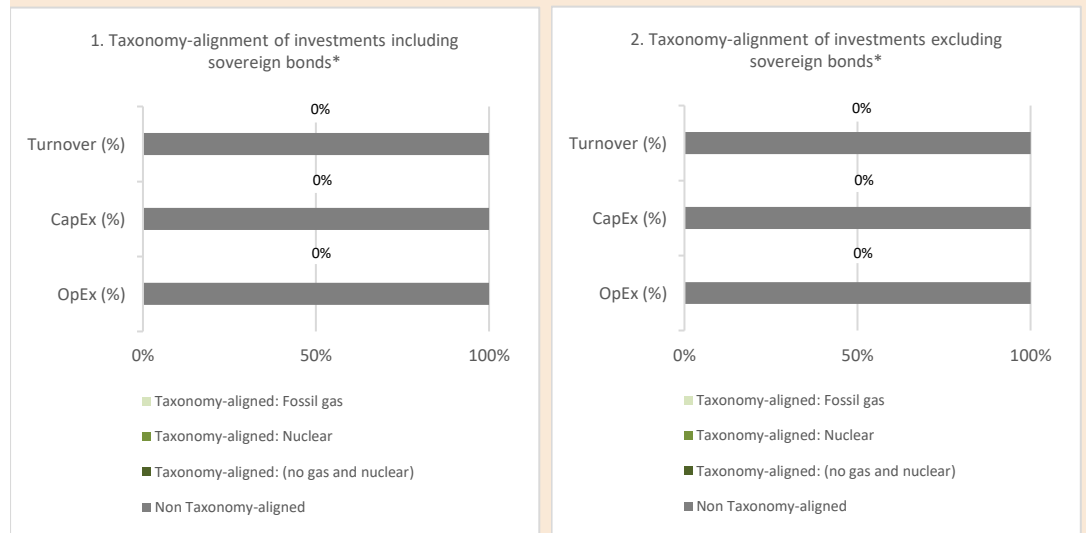 1. Taxonomy-alignment of investments including
sovereign bonds*
0%
Turnover (%)
0%
CapEx (%)
0%
OpEx (%)
0%
50%
100%
Taxonomy-aligned: Fossil gas
Taxonomy-aligned: Nuclear
Taxonomy-aligned: (no gas and nuclear)
Non Taxonomy-aligned
2. Taxonomy-alignment of investments excluding
sovereign bonds*
0%
Turnover (%)
0%
CapEx (%)
0%
OpEx (%)
0%
50%
100%
Taxonomy-aligned: Fossil gas
Taxonomy-aligned: Nuclear
Taxonomy-aligned: (no gas and nuclear)
Non Taxonomy-aligned